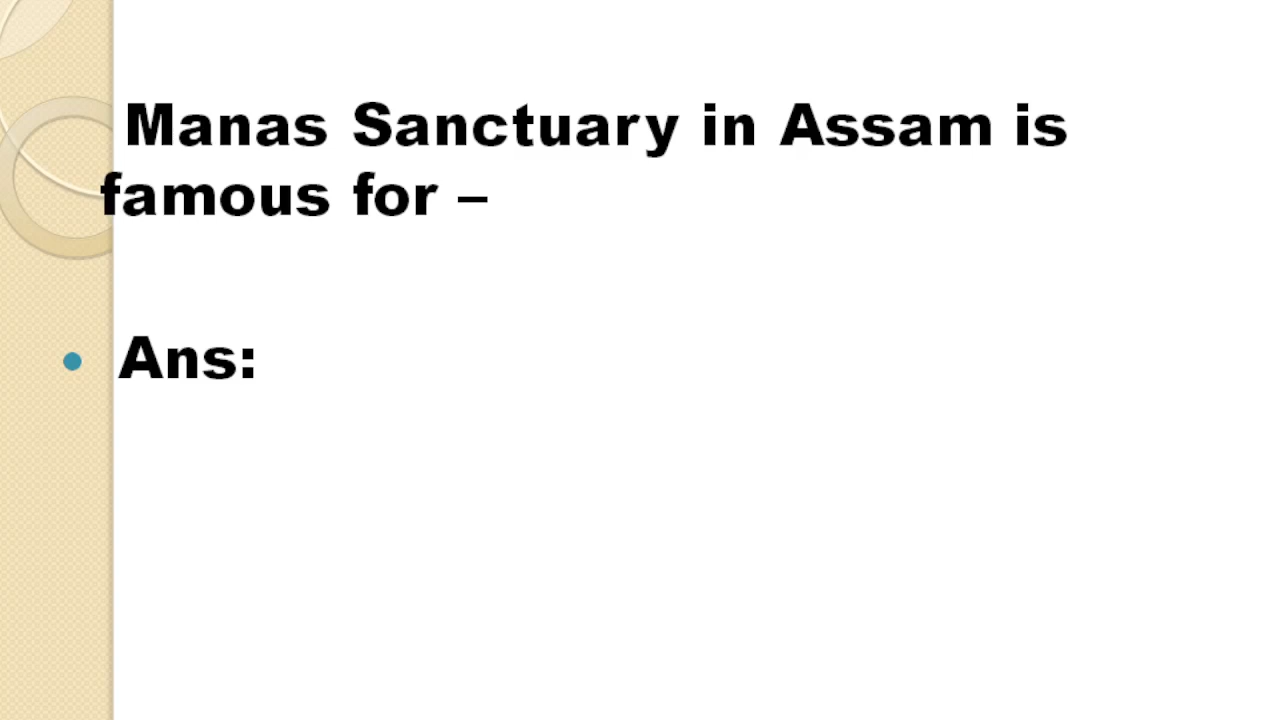 Manas Sanctuary in Assam is
famous for –
• Ans: